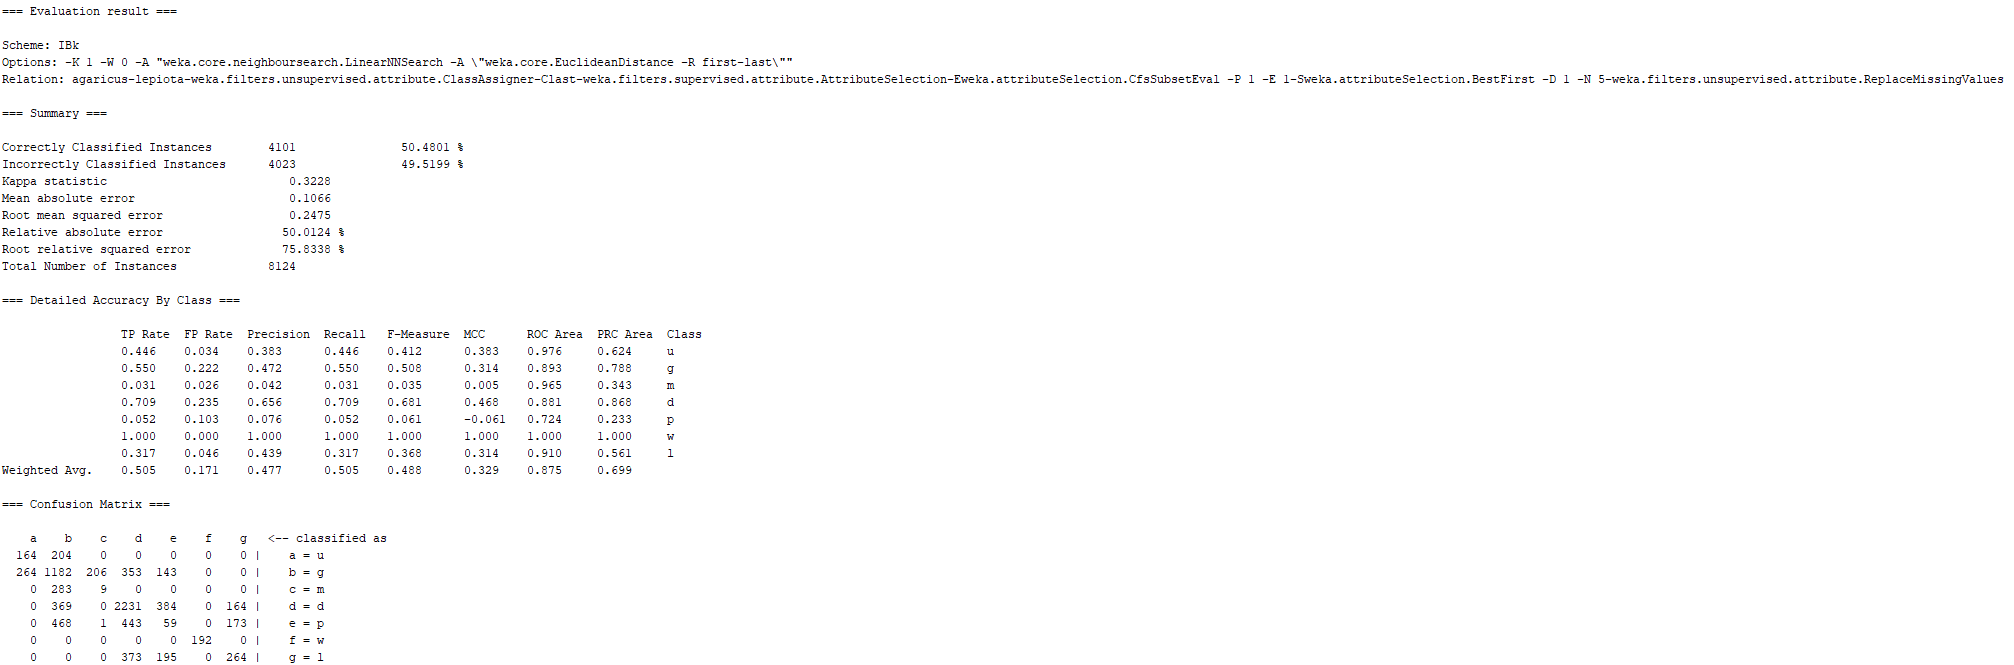 === Evaluation result ===
Scheme: IBk
Options: -K 1 -W 0 -A "weka.core.neighboursearch.LinearNNSearch -A \"weka.core.EuclideanDistance -R first-last\""
Relation: agaricus-lepiota-weka.filters.unsupervised.attribute.ClassAssigner-Clast-weka.filters.supervised.attribute.AttributeSelection-Eweka.attributeSelection.CfsSubsetEval -P 1 -E 1-Sweka.attributeSelection.BestFirst -D 1 -N 5-weka.filters.unsupervised.attribute.ReplaceMissingValues
=== Summary ===
Correctly Classified Instances 4101 50.4801 %
Incorrectly Classified Instances 4023 49.5199 %
Kappa statistic 0.3228
Mean absolute error 0.1066
Root mean squared error 0.2475
Relative absolute error 50.0124 %
Root relative squared error 75.8338 %
Total Number of Instances 8124
=== Detailed Accuracy By Class ===
TP Rate FP Rate Precision Recall F-Measure MCC ROC Area PRC Area Class
0.446 0.034 0.383 0.446 0.412 0.383 0.976 0.624 u
0.550 0.222 0.472 0.550 0.508 0.314 0.893 0.788 g
0.031 0.026 0.042 0.031 0.035 0.005 0.965 0.343 m
0.709 0.235 0.656 0.709 0.681 0.468 0.881 0.868 d
0.052 0.103 0.076 0.052 0.061 -0.061 0.724 0.233 p
1.000 0.000 1.000 1.000 1.000 1.000 1.000 1.000 w
0.317 0.046 0.439 0.317 0.368 0.314 0.910 0.561 l
Weighted Avg. 0.505 0.171 0.477 0.505 0.488 0.329 0.875 0.699
=== Confusion Matrix ===
a b c d e f g <-- classified as
164 204 0 0 0 0 0 | a = u
264 1182 206 353 143 0 0 | b = g
0 283 9 0 0 0 0 | c = m
0 369 0 2231 384 0 164 | d = d
0 468 1 443 59 0 173 | e = p
0 0 0 0 0 192 0 | f = w
0 0 0 373 195 0 264 | g = l